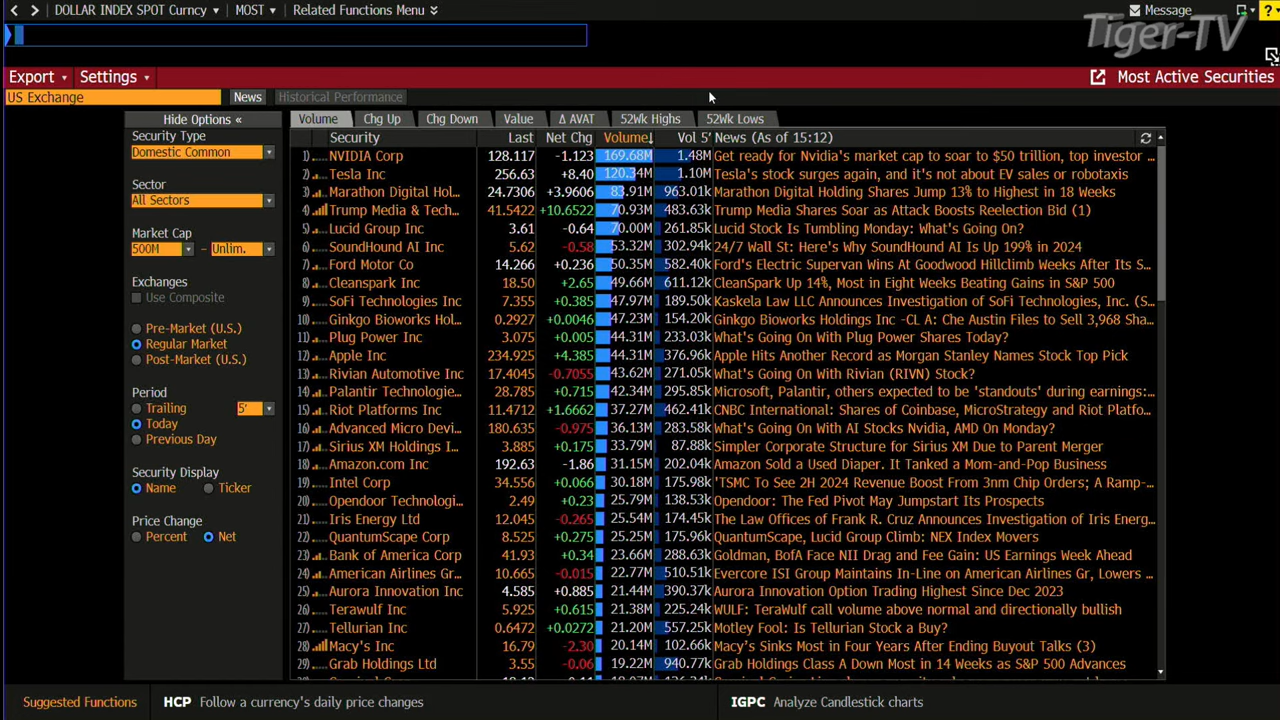 DOLLAR INDEX SPOT Curncy ▾ MOST ▾ Related Functions Menu Message ?
Tiger-TV
Export Settings Most Active Securities
US Exchange News Historical Performance
Hide Options « Volume Chg Up Chg Down Value Δ AVAT 52Wk Highs 52Wk Lows
Security Type
Domestic Common
Sector
All Sectors
Market Cap
500M – Unlim.
Exchanges
Use Composite
Pre-Market (U.S.)
Regular Market
Post-Market (U.S.)
Period
Trailing 5'
Today
Previous Day
Security Display
Name Ticker
Price Change
Percent Net
Security Last Net Chg Volume↓ Vol 5' News (As of 15:12)
1) NVIDIA Corp 128.117 -1.123 169.68M 1.48M Get ready for Nvidia's market cap to soar to $50 trillion, top investor ...
2) Tesla Inc 256.63 +8.40 120.34M 1.10M Tesla's stock surges again, and it's not about EV sales or robotaxis
3) Marathon Digital Hol... 24.7306 +3.9606 83.91M 963.01k Marathon Digital Holding Shares Jump 13% to Highest in 18 Weeks
4) Trump Media & Tech... 41.5422 +10.6522 70.93M 483.63k Trump Media Shares Soar as Attack Boosts Reelection Bid (1)
5) Lucid Group Inc 3.61 -0.64 70.00M 261.85k Lucid Stock Is Tumbling Monday: What's Going On?
6) SoundHound AI Inc 5.62 -0.58 53.32M 302.94k 24/7 Wall St: Here's Why SoundHound AI Is Up 199% in 2024
7) Ford Motor Co 14.266 +0.236 50.35M 582.40k Ford's Electric Supervan Wins At Goodwood Hillclimb Weeks After Its S...
8) Cleanspark Inc 18.50 +2.65 49.66M 611.12k CleanSpark Up 14%, Most in Eight Weeks Beating Gains in S&P 500
9) SoFi Technologies Inc 7.355 +0.385 47.97M 189.50k Kaskela Law LLC Announces Investigation of SoFi Technologies, Inc. (S...
10) Ginkgo Bioworks Hol... 0.2927 +0.0046 47.23M 154.20k Ginkgo Bioworks Holdings Inc -CL A: Che Austin Files to Sell 3,968 Sha...
11) Plug Power Inc 3.075 +0.005 44.31M 233.03k What's Going On With Plug Power Shares Today?
12) Apple Inc 234.925 +4.385 44.31M 376.96k Apple Hits Another Record as Morgan Stanley Names Stock Top Pick
13) Rivian Automotive Inc 17.4045 -0.7055 43.62M 271.05k What's Going On With Rivian (RIVN) Stock?
14) Palantir Technologie... 28.785 +0.715 42.34M 295.85k Microsoft, Palantir, others expected to be 'standouts' during earnings:...
15) Riot Platforms Inc 11.4712 +1.6662 37.27M 462.41k CNBC International: Shares of Coinbase, MicroStrategy and Riot Platfo...
16) Advanced Micro Devi... 180.635 -0.975 36.13M 283.58k What's Going On With AI Stocks Nvidia, AMD On Monday?
17) Sirius XM Holdings I... 3.885 +0.175 33.79M 87.88k Simpler Corporate Structure for Sirius XM Due to Parent Merger
18) Amazon.com Inc 192.63 -1.86 31.15M 202.04k Amazon Sold a Used Diaper. It Tanked a Mom-and-Pop Business
19) Intel Corp 34.556 +0.066 30.18M 175.98k 'TSMC To See 2H 2024 Revenue Boost From 3nm Chip Orders; A Ramp-...
20) Opendoor Technologi... 2.49 +0.23 25.79M 138.53k Opendoor: The Fed Pivot May Jumpstart Its Prospects
21) Iris Energy Ltd 12.045 -0.265 25.54M 174.45k The Law Offices of Frank R. Cruz Announces Investigation of Iris Energ...
22) QuantumScape Corp 8.525 +0.275 25.25M 175.96k QuantumScape, Lucid Group Climb: NEX Index Movers
23) Bank of America Corp 41.93 +0.34 23.66M 288.63k Goldman, BofA Face NII Drag and Fee Gain: US Earnings Week Ahead
24) American Airlines Gr... 10.665 -0.015 22.77M 510.51k Evercore ISI Group Maintains In-Line on American Airlines Gr, Lowers ...
25) Aurora Innovation Inc 4.585 +0.885 21.44M 390.37k Aurora Innovation Option Trading Highest Since Dec 2023
26) Terawulf Inc 5.925 +0.615 21.38M 225.24k WULF: TeraWulf call volume above normal and directionally bullish
27) Tellurian Inc 0.6472 +0.0272 21.20M 557.25k Motley Fool: Is Tellurian Stock a Buy?
28) Macy's Inc 16.79 -2.30 20.14M 102.66k Macy's Sinks Most in Four Years After Ending Buyout Talks (3)
29) Grab Holdings Ltd 3.55 -0.06 19.22M 940.77k Grab Holdings Class A Down Most in 14 Weeks as S&P 500 Advances
Suggested Functions HCP Follow a currency's daily price changes IGPC Analyze Candlestick charts